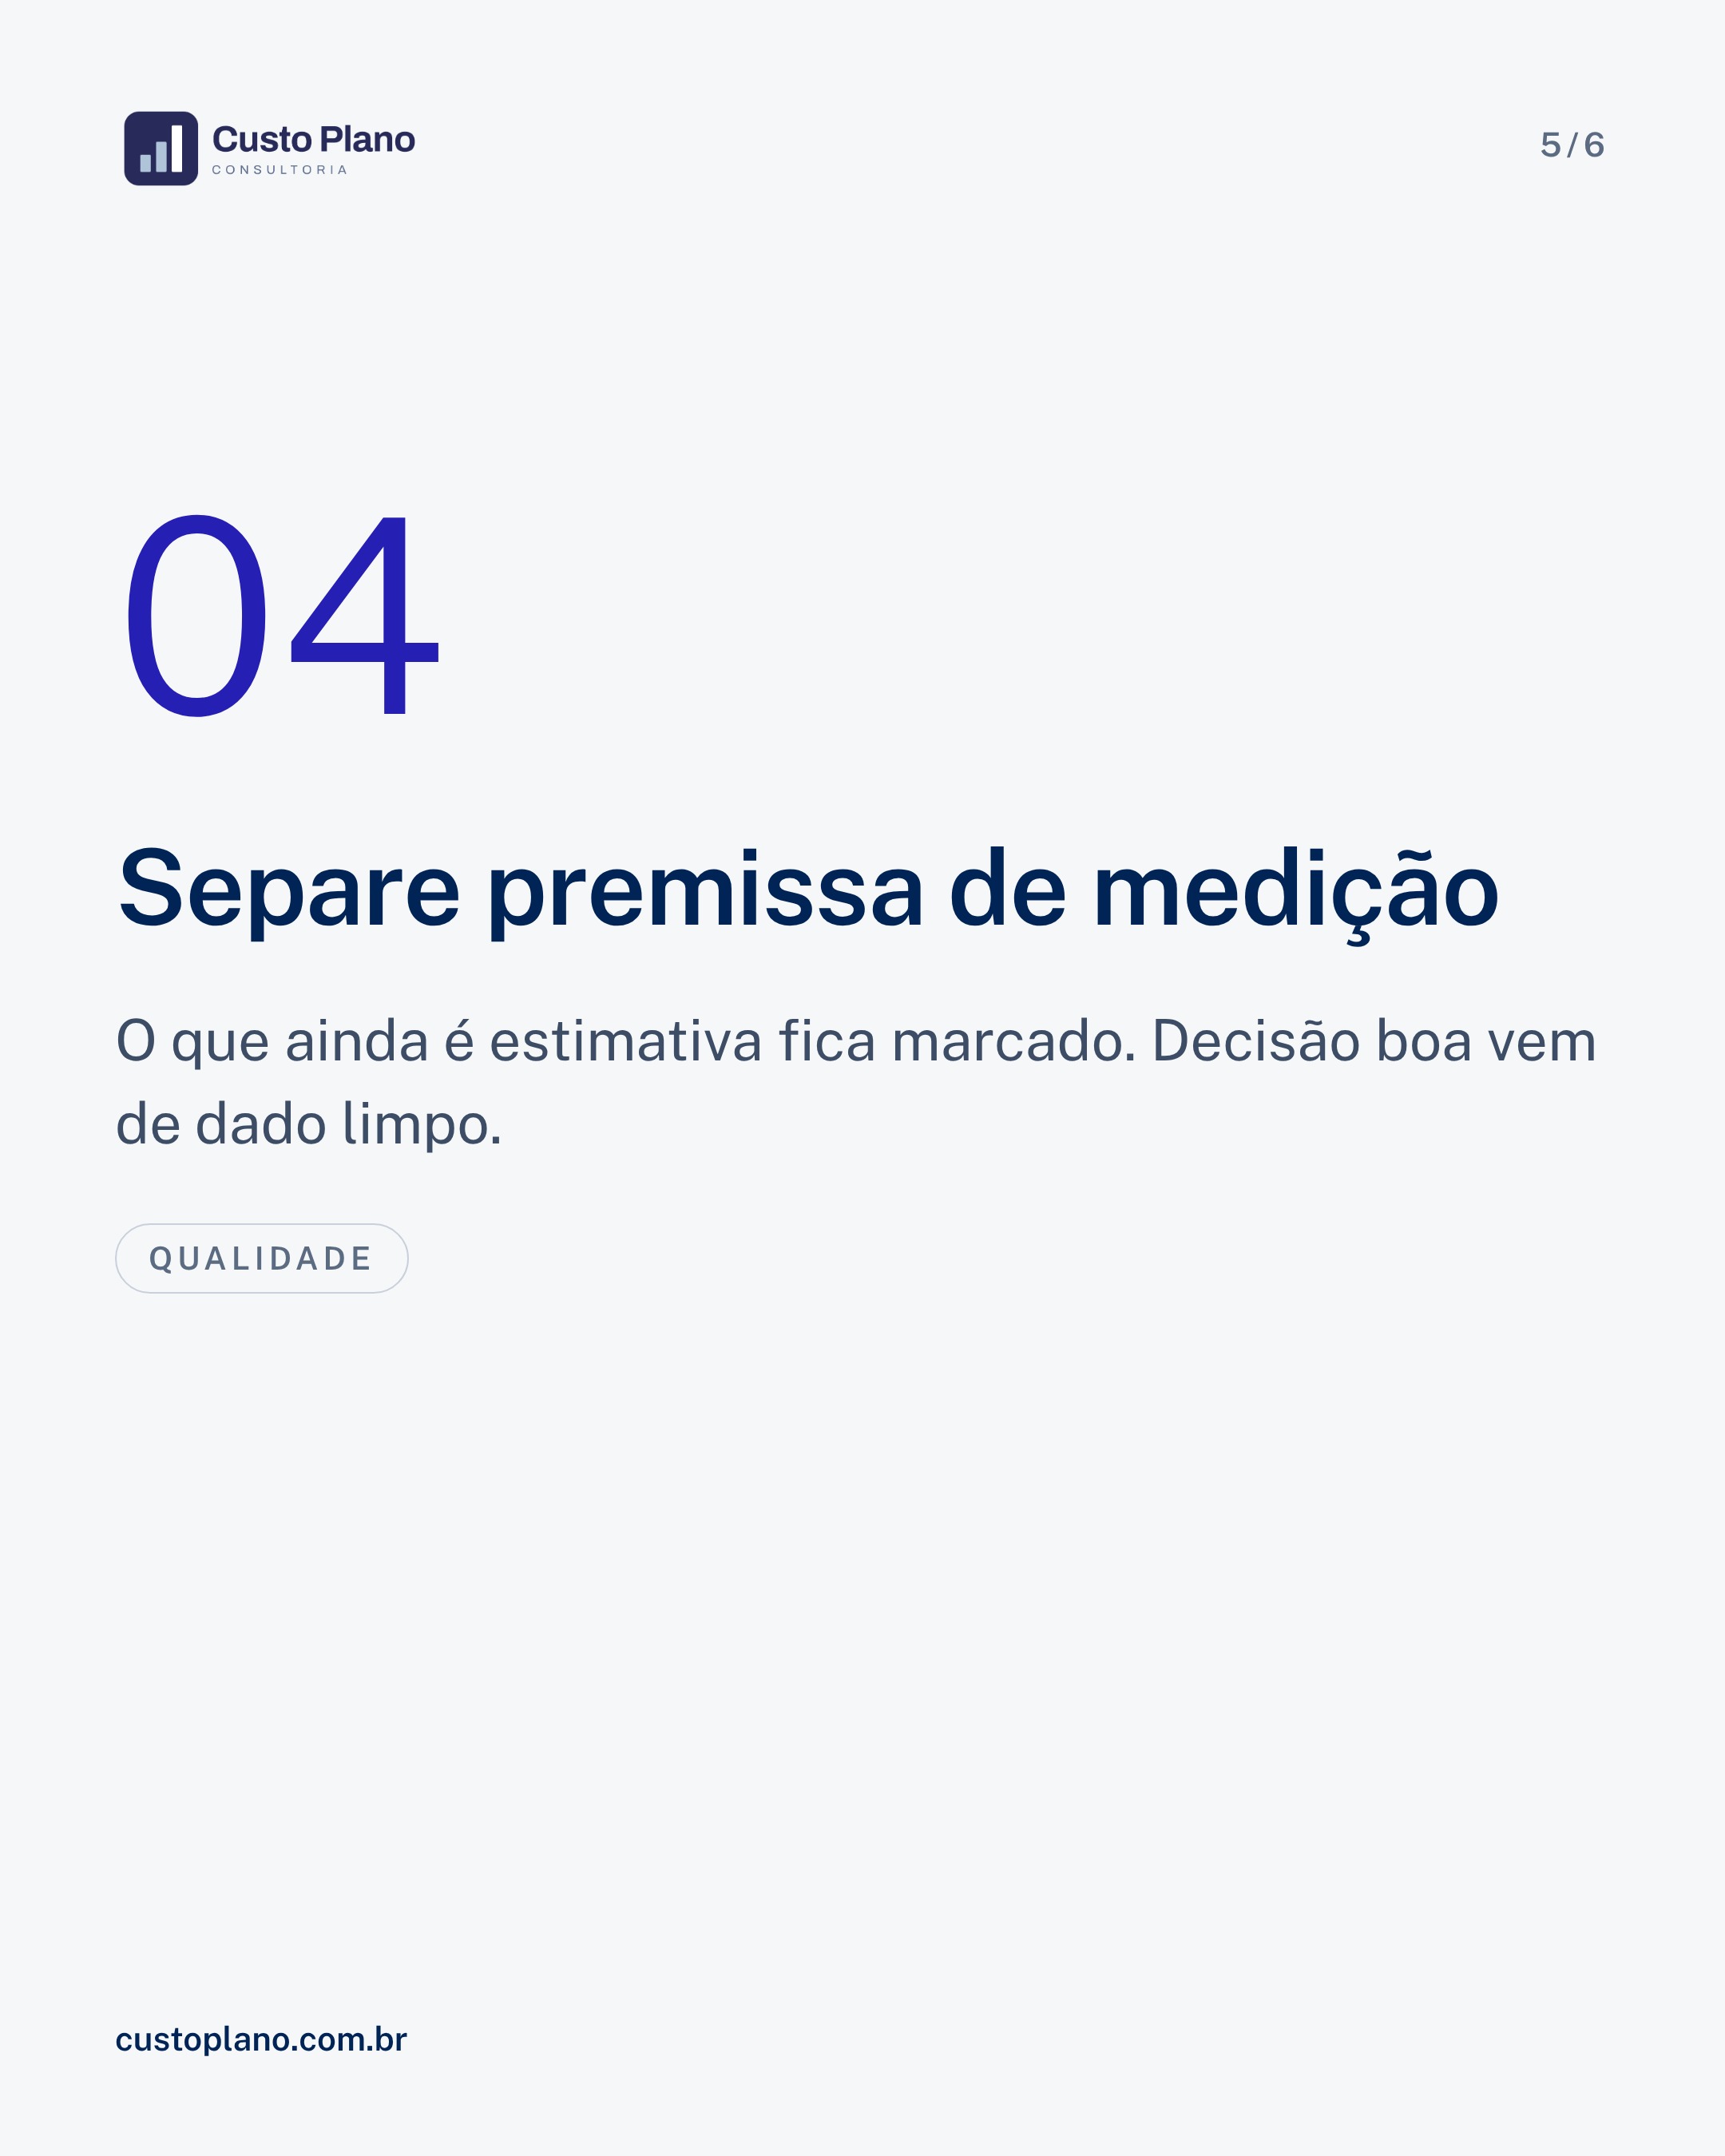 Custo Plano
CONSULTORIA
5/6
04
Separe premissa de medição
O que ainda é estimativa fica marcado. Decisão boa vem
de dado limpo.
QUALIDADE
custoplano.com.br